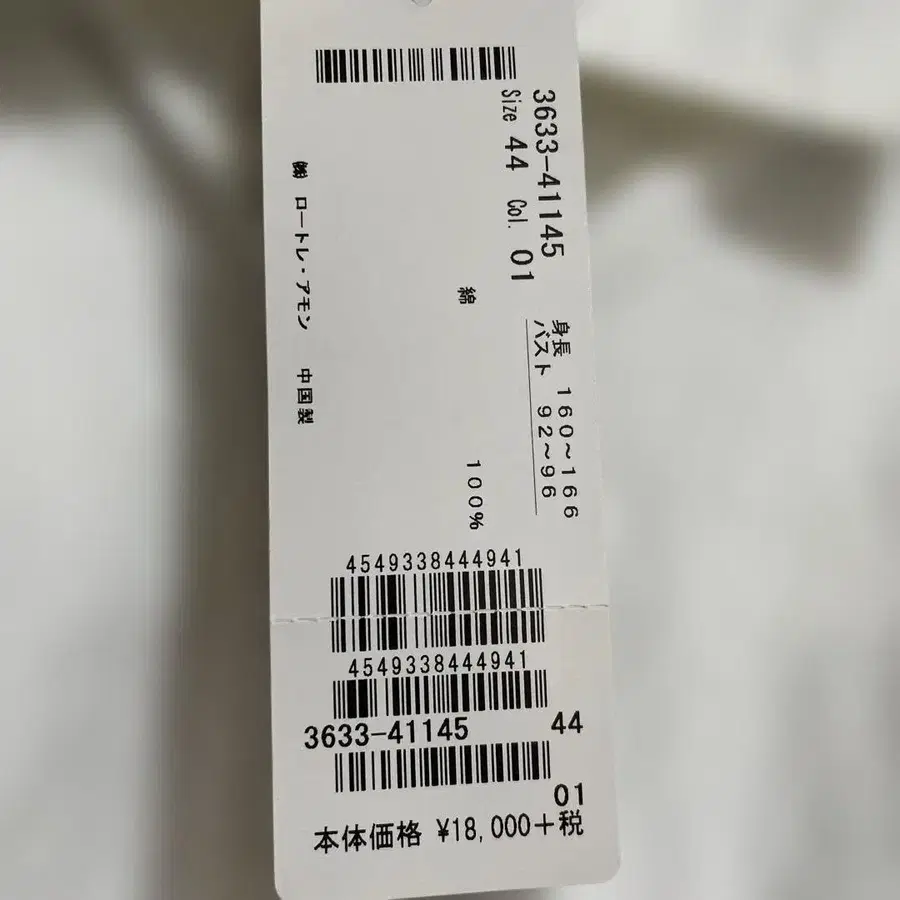 3633-41145
Size 44 Col. 01
身長 160~166
バスト 92~96
綿 100%
㈱ ロートレ・アモン 中国製
4549338444941
4549338444941
3633-41145 44
01
本体価格 ¥18,000+税